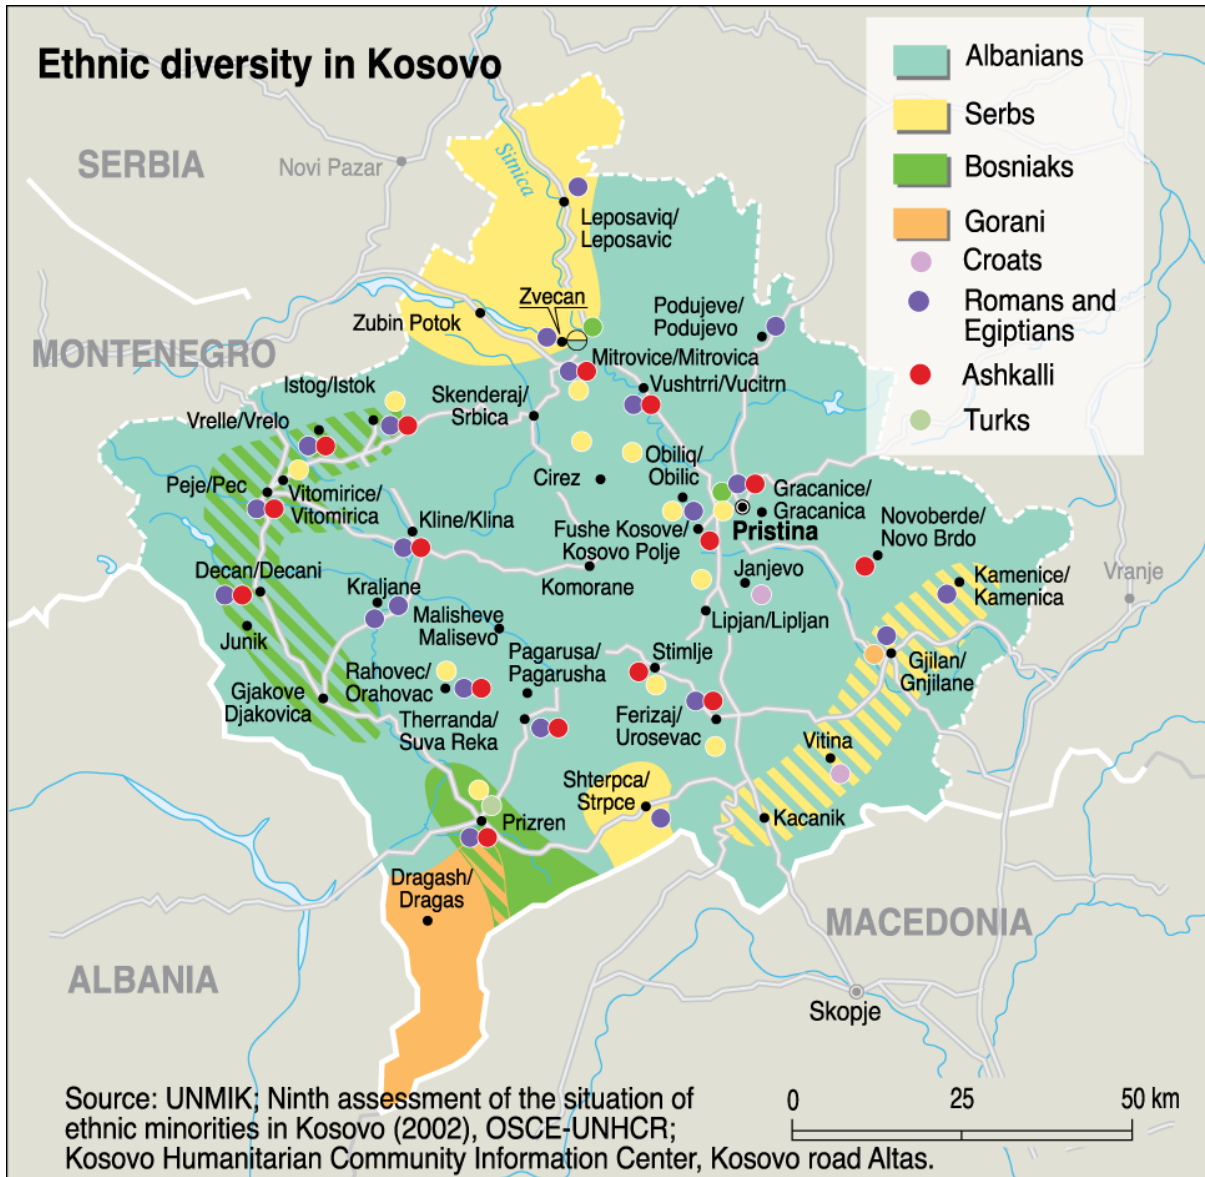 Ethnic diversity in Kosovo
Albanians
Serbs
Bosniaks
Gorani
Croats
Romans and
Egiptians
Ashkalli
Turks
SERBIA
Novi Pazar
Sitnica
Leposaviq/
Leposavic
Zvecan
Zubin Potok
Podujeve/
Podujevo
MONTENEGRO
Mitrovice/Mitrovica
Istog/Istok
Skenderaj/
Srbica
Vushtrri/Vucitrn
Vrelle/Vrelo
Obiliq/
Obilic
Cirez
Peje/Pec
Vitomirice/
Vitomirica
Gracanice/
Gracanica
Kline/Klina
Fushe Kosove/
Kosovo Polje
Pristina
Novoberde/
Novo Brdo
Decan/Decani
Komorane
Janjevo
Kamenice/
Kamenica
Vranje
Kraljane
Malisheve
Malisevo
Lipjan/Lipljan
Junik
Pagarusa/
Pagarusha
Stimlje
Gjilan/
Gnjilane
Rahovec/
Orahovac
Gjakove
Djakovica
Therranda/
Suva Reka
Ferizaj/
Urosevac
Vitina
Shterpca/
Strpce
Prizren
Kacanik
Dragash/
Dragas
MACEDONIA
ALBANIA
Skopje
Source: UNMIK; Ninth assessment of the situation of
ethnic minorities in Kosovo (2002), OSCE-UNHCR;
Kosovo Humanitarian Community Information Center, Kosovo road Altas.
0 25 50 km